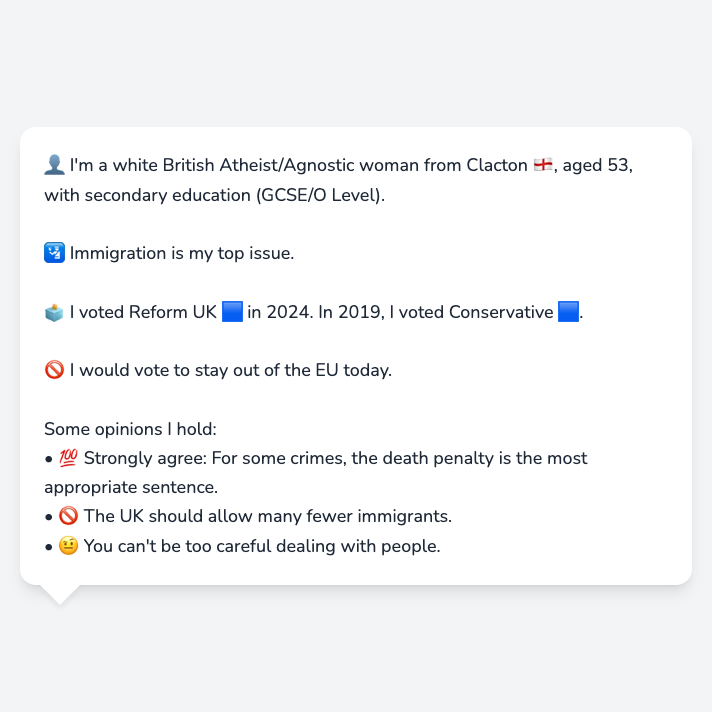 👤 I'm a white British Atheist/Agnostic woman from Clacton 🏴󠁧󠁢󠁥󠁮󠁧󠁿, aged 53,
with secondary education (GCSE/O Level).
🛂 Immigration is my top issue.
🗳️ I voted Reform UK 🟦 in 2024. In 2019, I voted Conservative 🟦.
🚫 I would vote to stay out of the EU today.
Some opinions I hold:
• 💯 Strongly agree: For some crimes, the death penalty is the most
appropriate sentence.
• 🚫 The UK should allow many fewer immigrants.
• 🤨 You can't be too careful dealing with people.